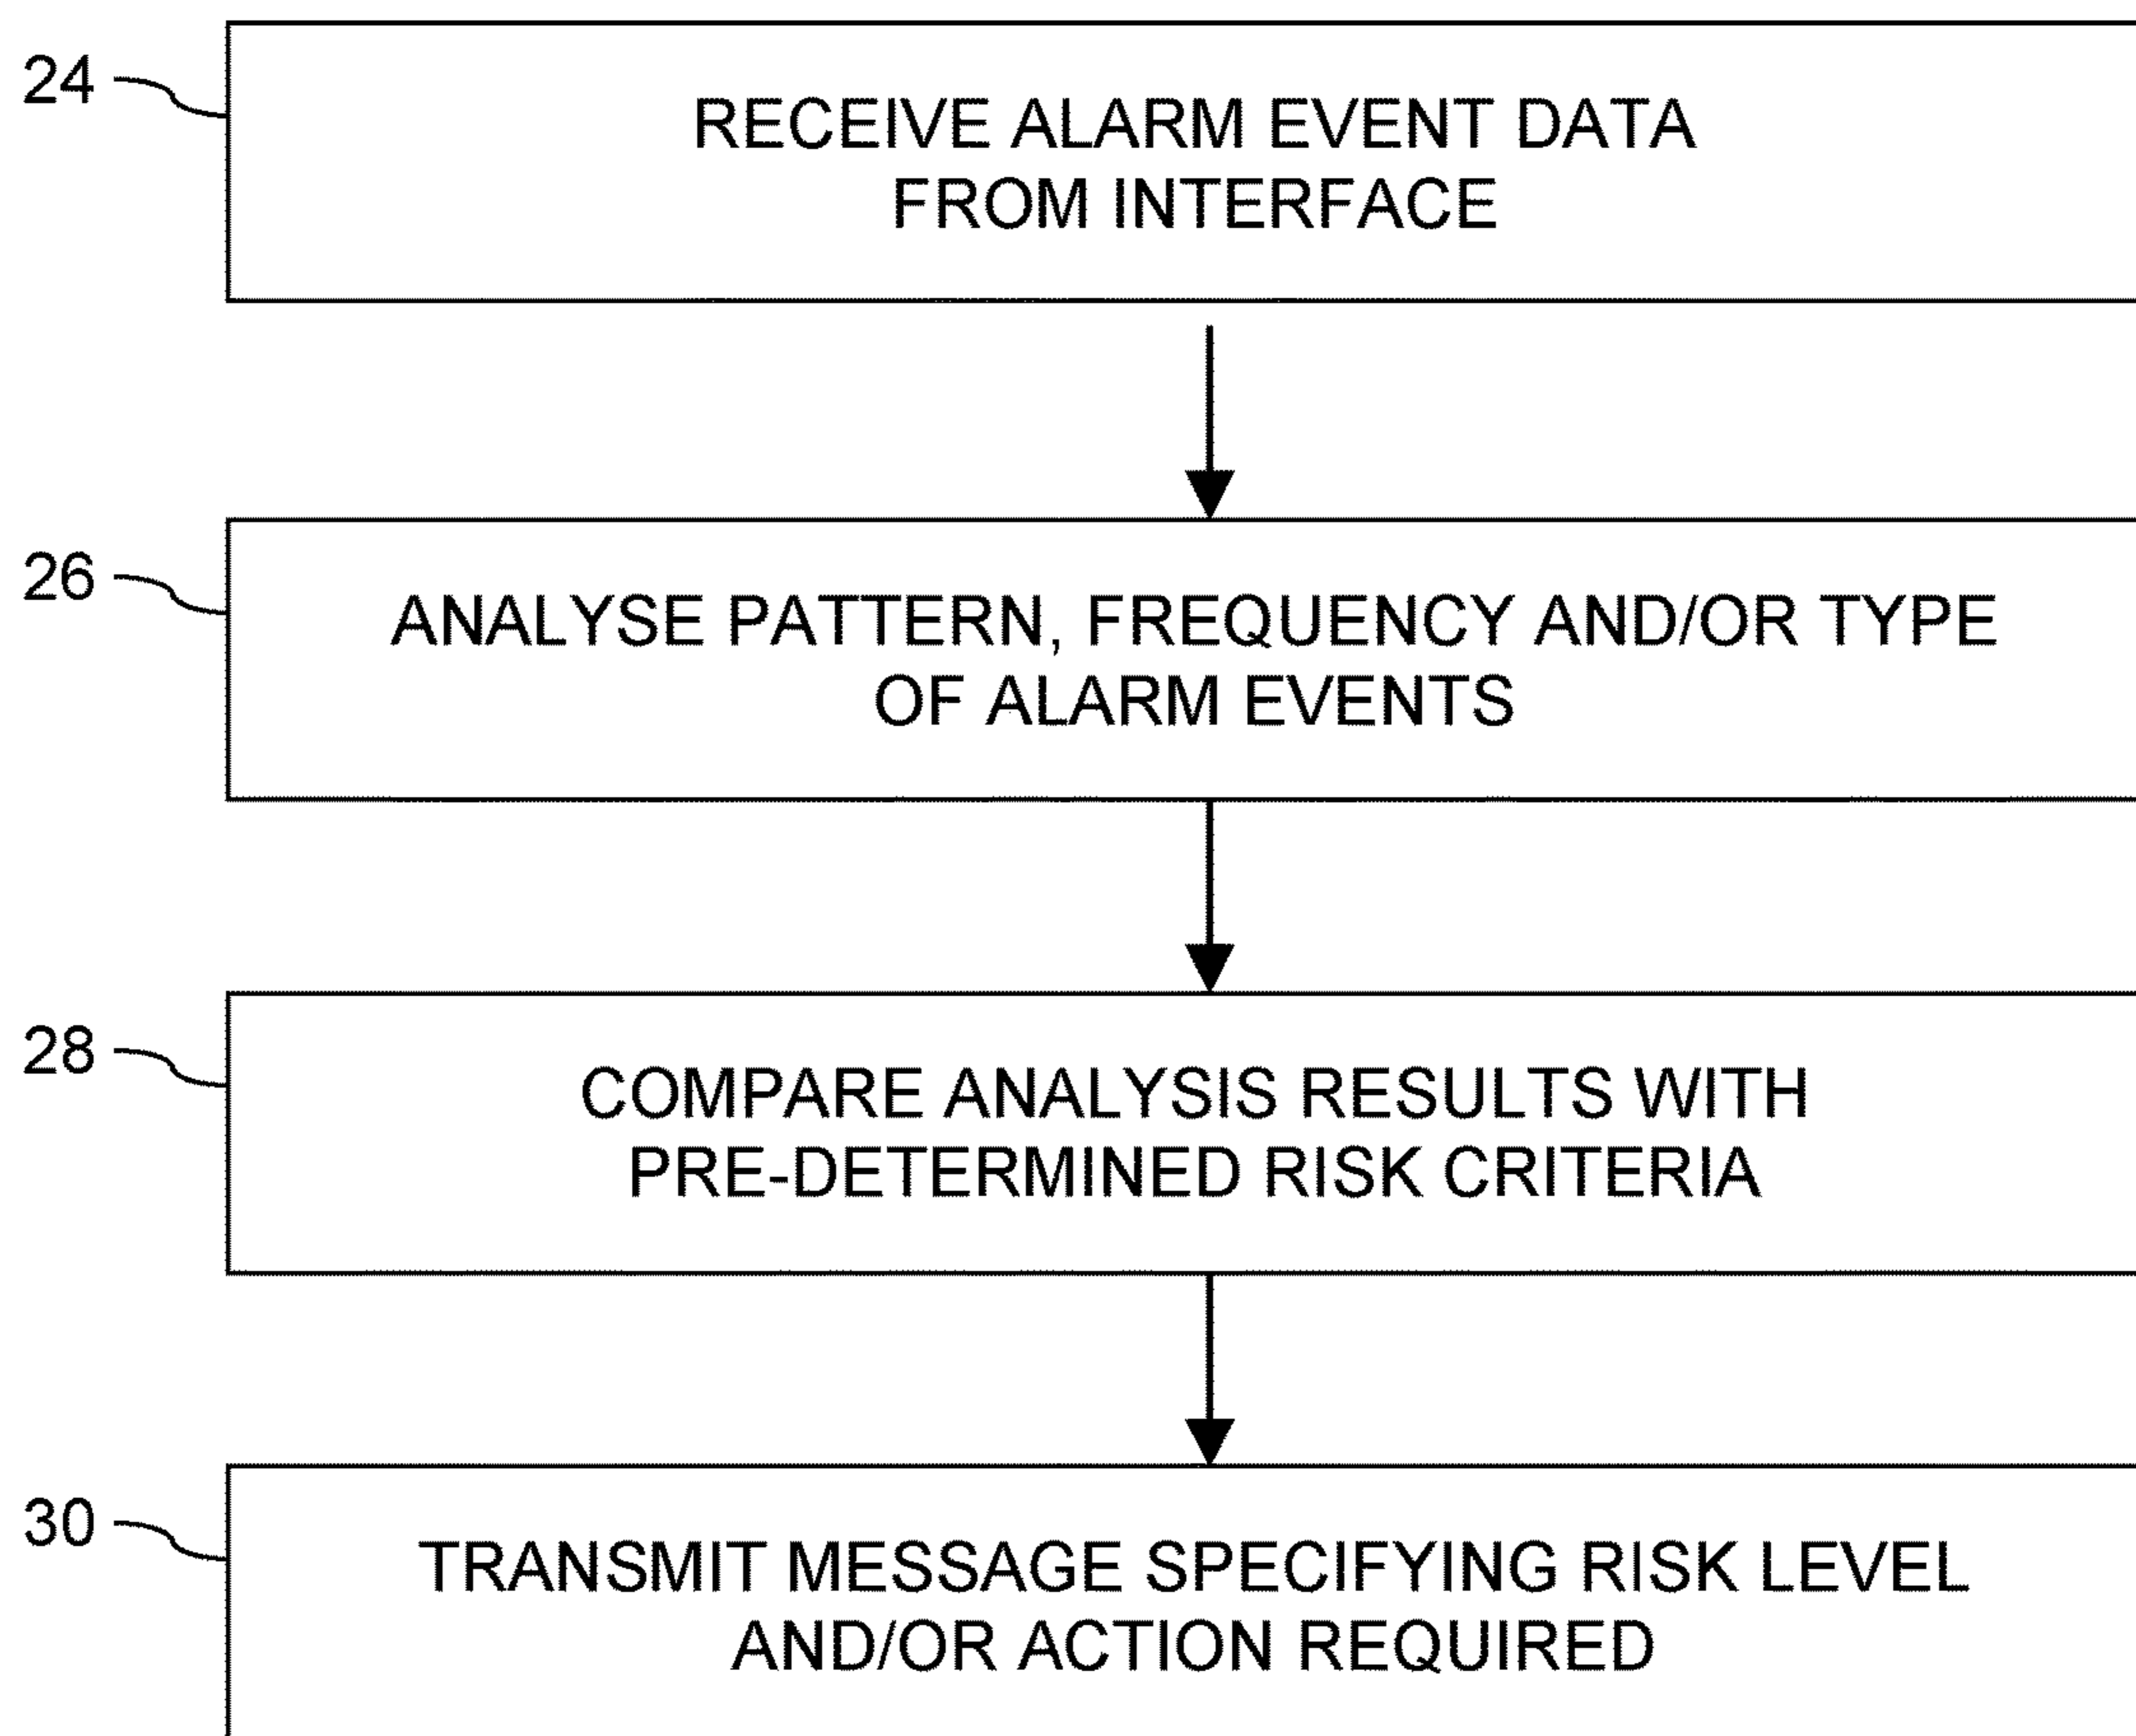 24
RECEIVE ALARM EVENT DATA
FROM INTERFACE
26
ANALYSE PATTERN, FREQUENCY AND/OR TYPE
OF ALARM EVENTS
28
COMPARE ANALYSIS RESULTS WITH
PRE-DETERMINED RISK CRITERIA
30
TRANSMIT MESSAGE SPECIFYING RISK LEVEL
AND/OR ACTION REQUIRED